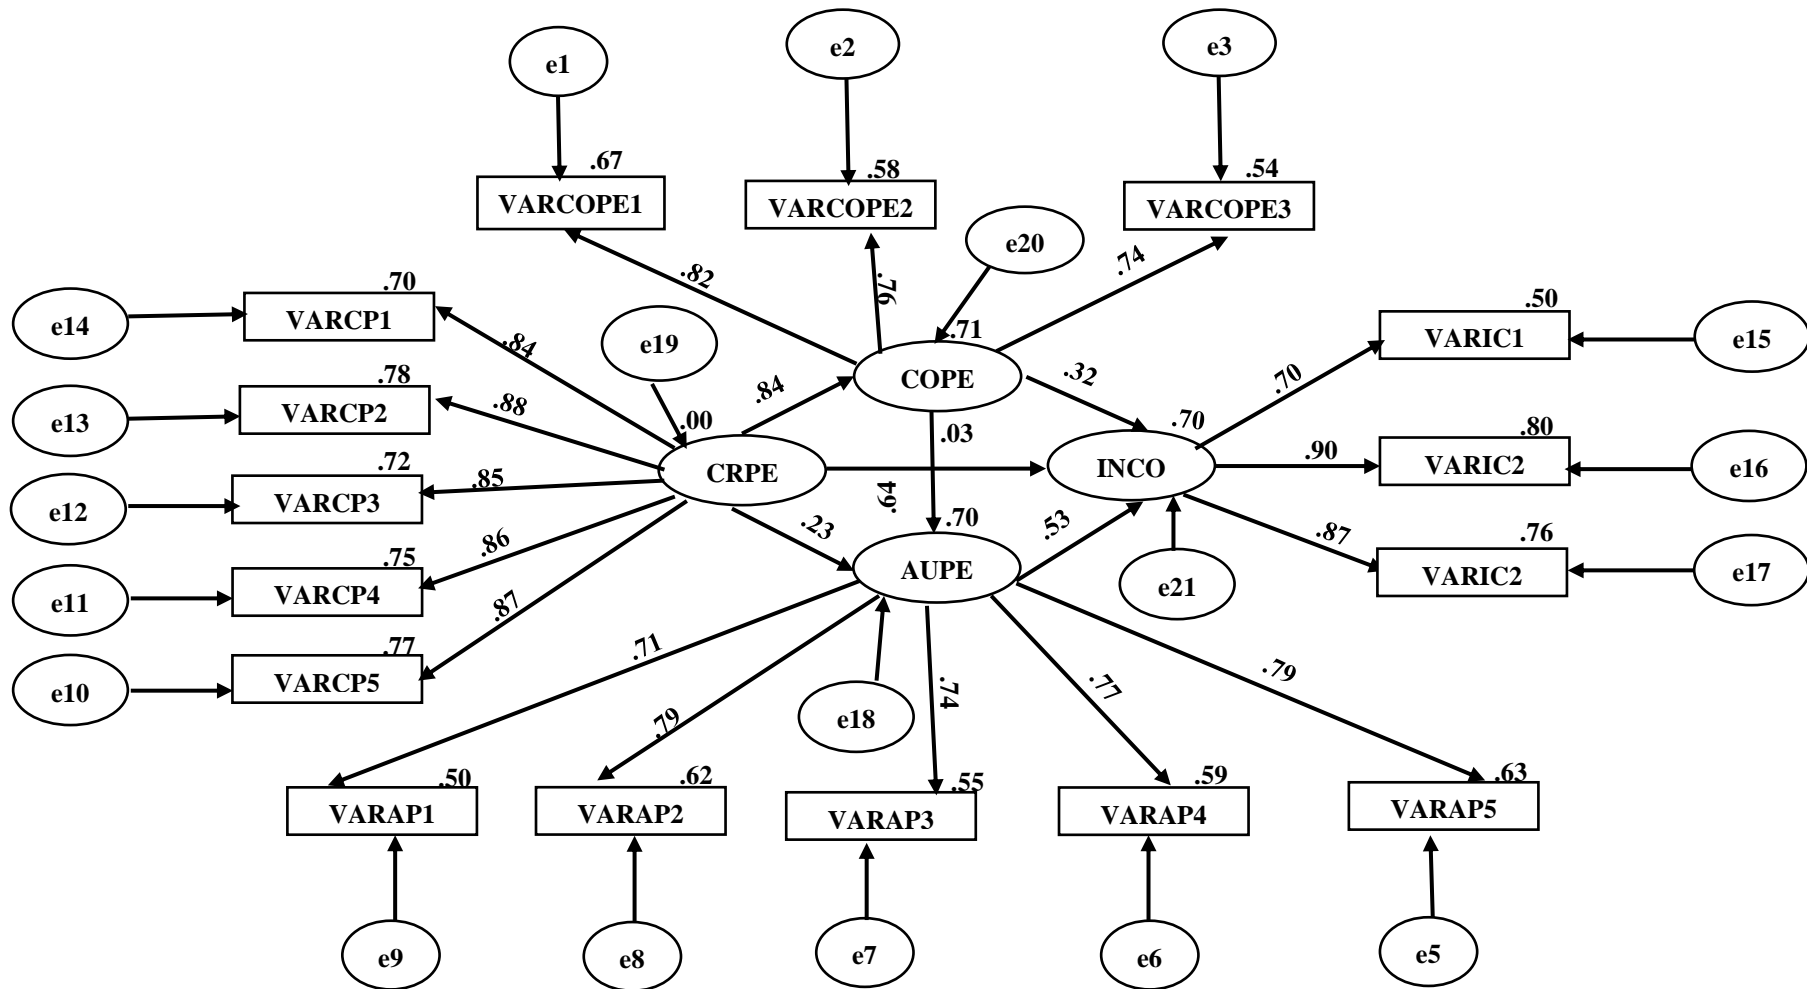 e1
e2
e3
.67
.58
.54
VARCOPE1
VARCOPE2
VARCOPE3
e20
.82
.76
.74
e14
.70
VARCP1
.84
e19
.71
COPE
.50
VARIC1
e15
e13
.78
VARCP2
.88
.00
.84
.32
.70
.70
CRPE
.03
INCO
.90
.80
VARIC2
e16
e12
.72
VARCP3
.85
.64
.23
.70
.53
.87
AUPE
e21
.76
VARIC2
e17
e11
.75
VARCP4
.86
.87
e10
.77
VARCP5
.71
.79
e18
.74
.77
.79
.50
.62
.55
.59
.63
VARAP1
VARAP2
VARAP3
VARAP4
VARAP5
e9
e8
e7
e6
e5